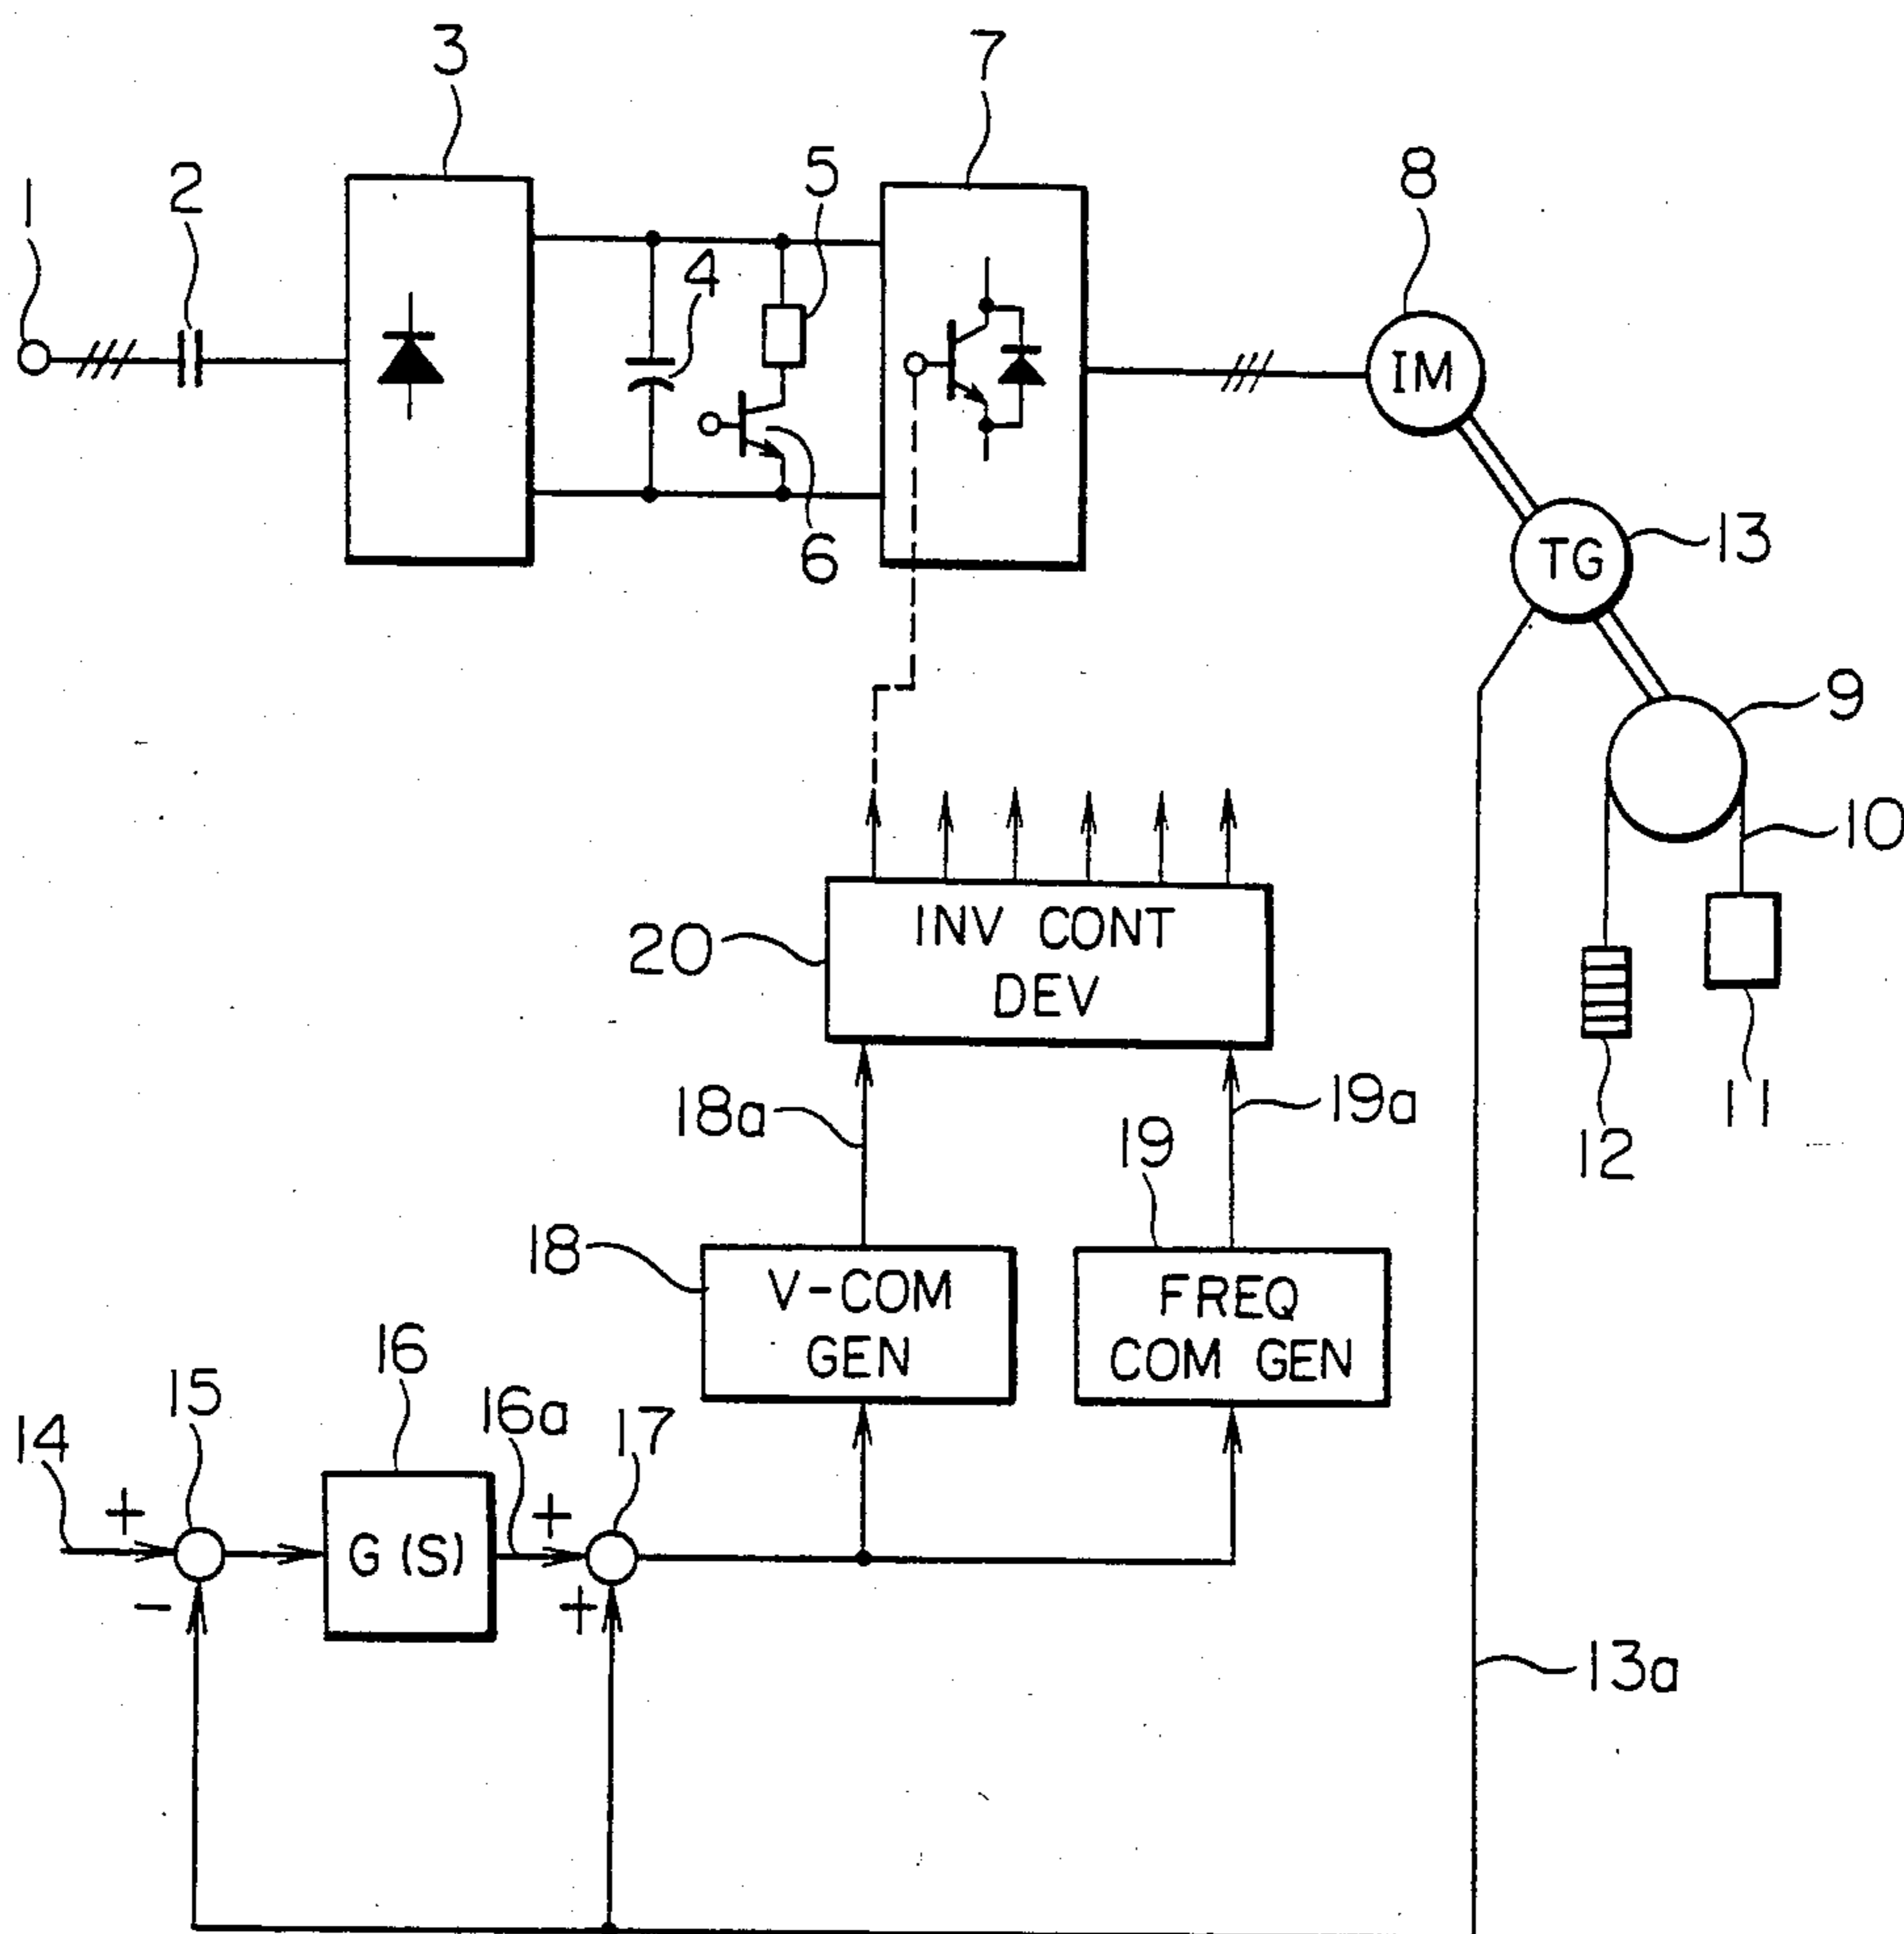 3
7
1
2
5
8
4
IM
6
TG
13
9
10
INV CONT
DEV
20
11
12
18a
19a
19
18
V-COM
GEN
FREQ
COM GEN
16
15
16a
17
14
+
+
G(S)
-
+
13a